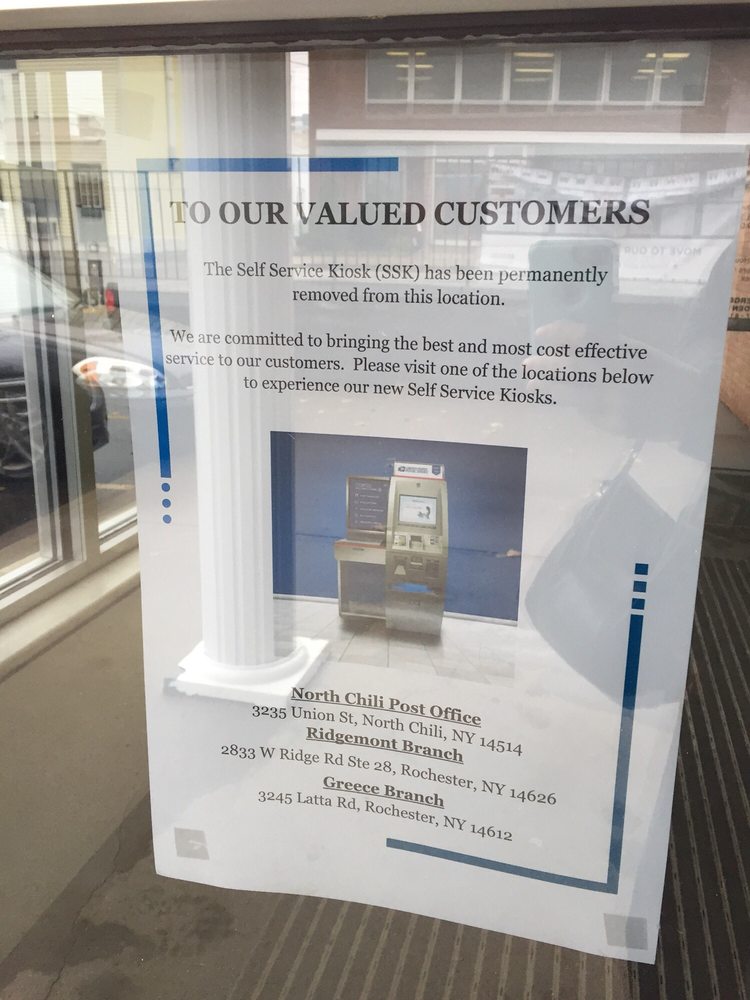 TO OUR VALUED CUSTOMERS
The Self Service Kiosk (SSK) has been permanently
removed from this location.
We are committed to bringing the best and most cost effective
service to our customers. Please visit one of the locations below
to experience our new Self Service Kiosks.
North Chili Post Office
3235 Union St, North Chili, NY 14514
Ridgemont Branch
2833 W Ridge Rd Ste 28, Rochester, NY 14626
Greece Branch
3245 Latta Rd, Rochester, NY 14612